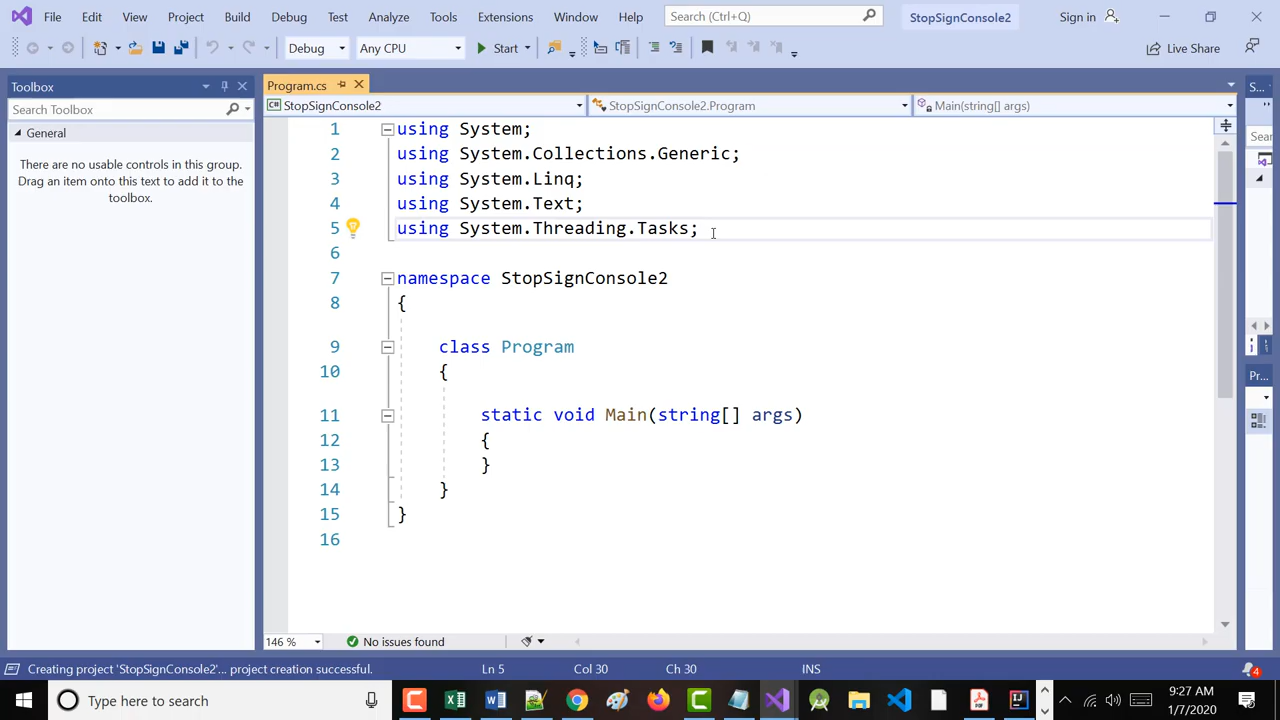 File Edit View Project Build Debug Test Analyze Tools Extensions Window Help Search (Ctrl+Q) StopSignConsole2 Sign in
Debug Any CPU Start Live Share
Toolbox
Search Toolbox
General
There are no usable controls in this group.
Drag an item onto this text to add it to the
toolbox.
Program.cs
StopSignConsole2 StopSignConsole2.Program Main(string[] args)
1 using System;
2 using System.Collections.Generic;
3 using System.Linq;
4 using System.Text;
5 using System.Threading.Tasks;
6
7 namespace StopSignConsole2
8 {
9 class Program
10 {
11 static void Main(string[] args)
12 {
13 }
14 }
15 }
16
S...
Sear
Pr...
146 % No issues found
Creating project 'StopSignConsole2'... project creation successful. Ln 5 Col 30 Ch 30 INS 4
Type here to search
9:27 AM
1/7/2020